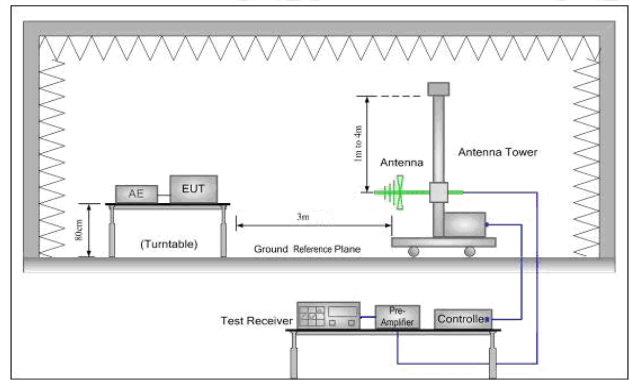 1m to 4m
Antenna Tower
Antenna
EUT
AE
80cm
3m
(Turntable)
Ground Reference Plane
Test Receiver
Pre-
Amplifier
Controller